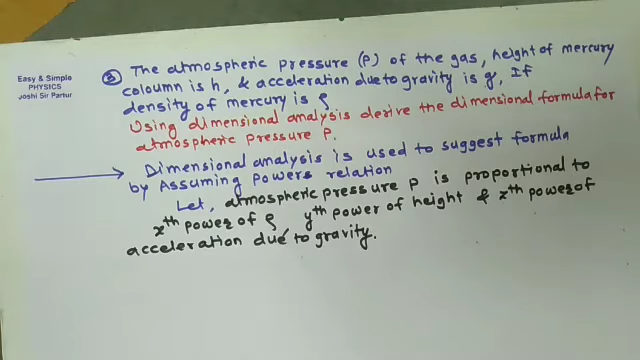 Easy & Simple
PHYSICS
Joshi Sir Partur
③ The atmospheric pressure (P) of the gas, height of mercury
coloumn is h, & acceleration due to gravity is g, If
density of mercury is ρ
Using dimensional analysis derive the dimensional formula for
atmospheric pressure P.
Dimensional analysis is used to suggest formula
by Assuming powers relation
Let, atmospheric pressure P is proportional to
xth power of ρ, yth power of height & zth power of
acceleration due to gravity.